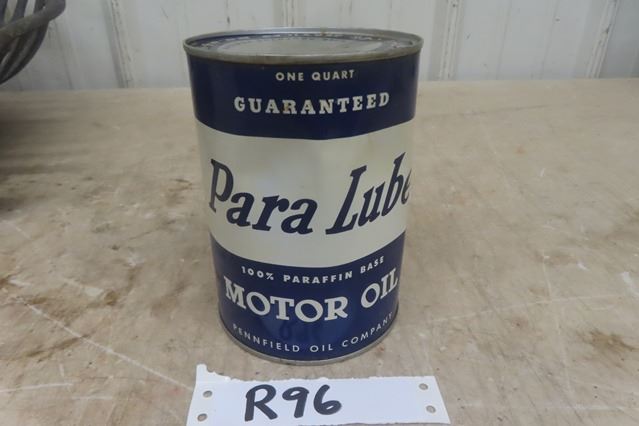 ONE QUART
GUARANTEED
Para Lube
100% PARAFFIN BASE
MOTOR OIL
PENNFIELD OIL COMPANY
R96